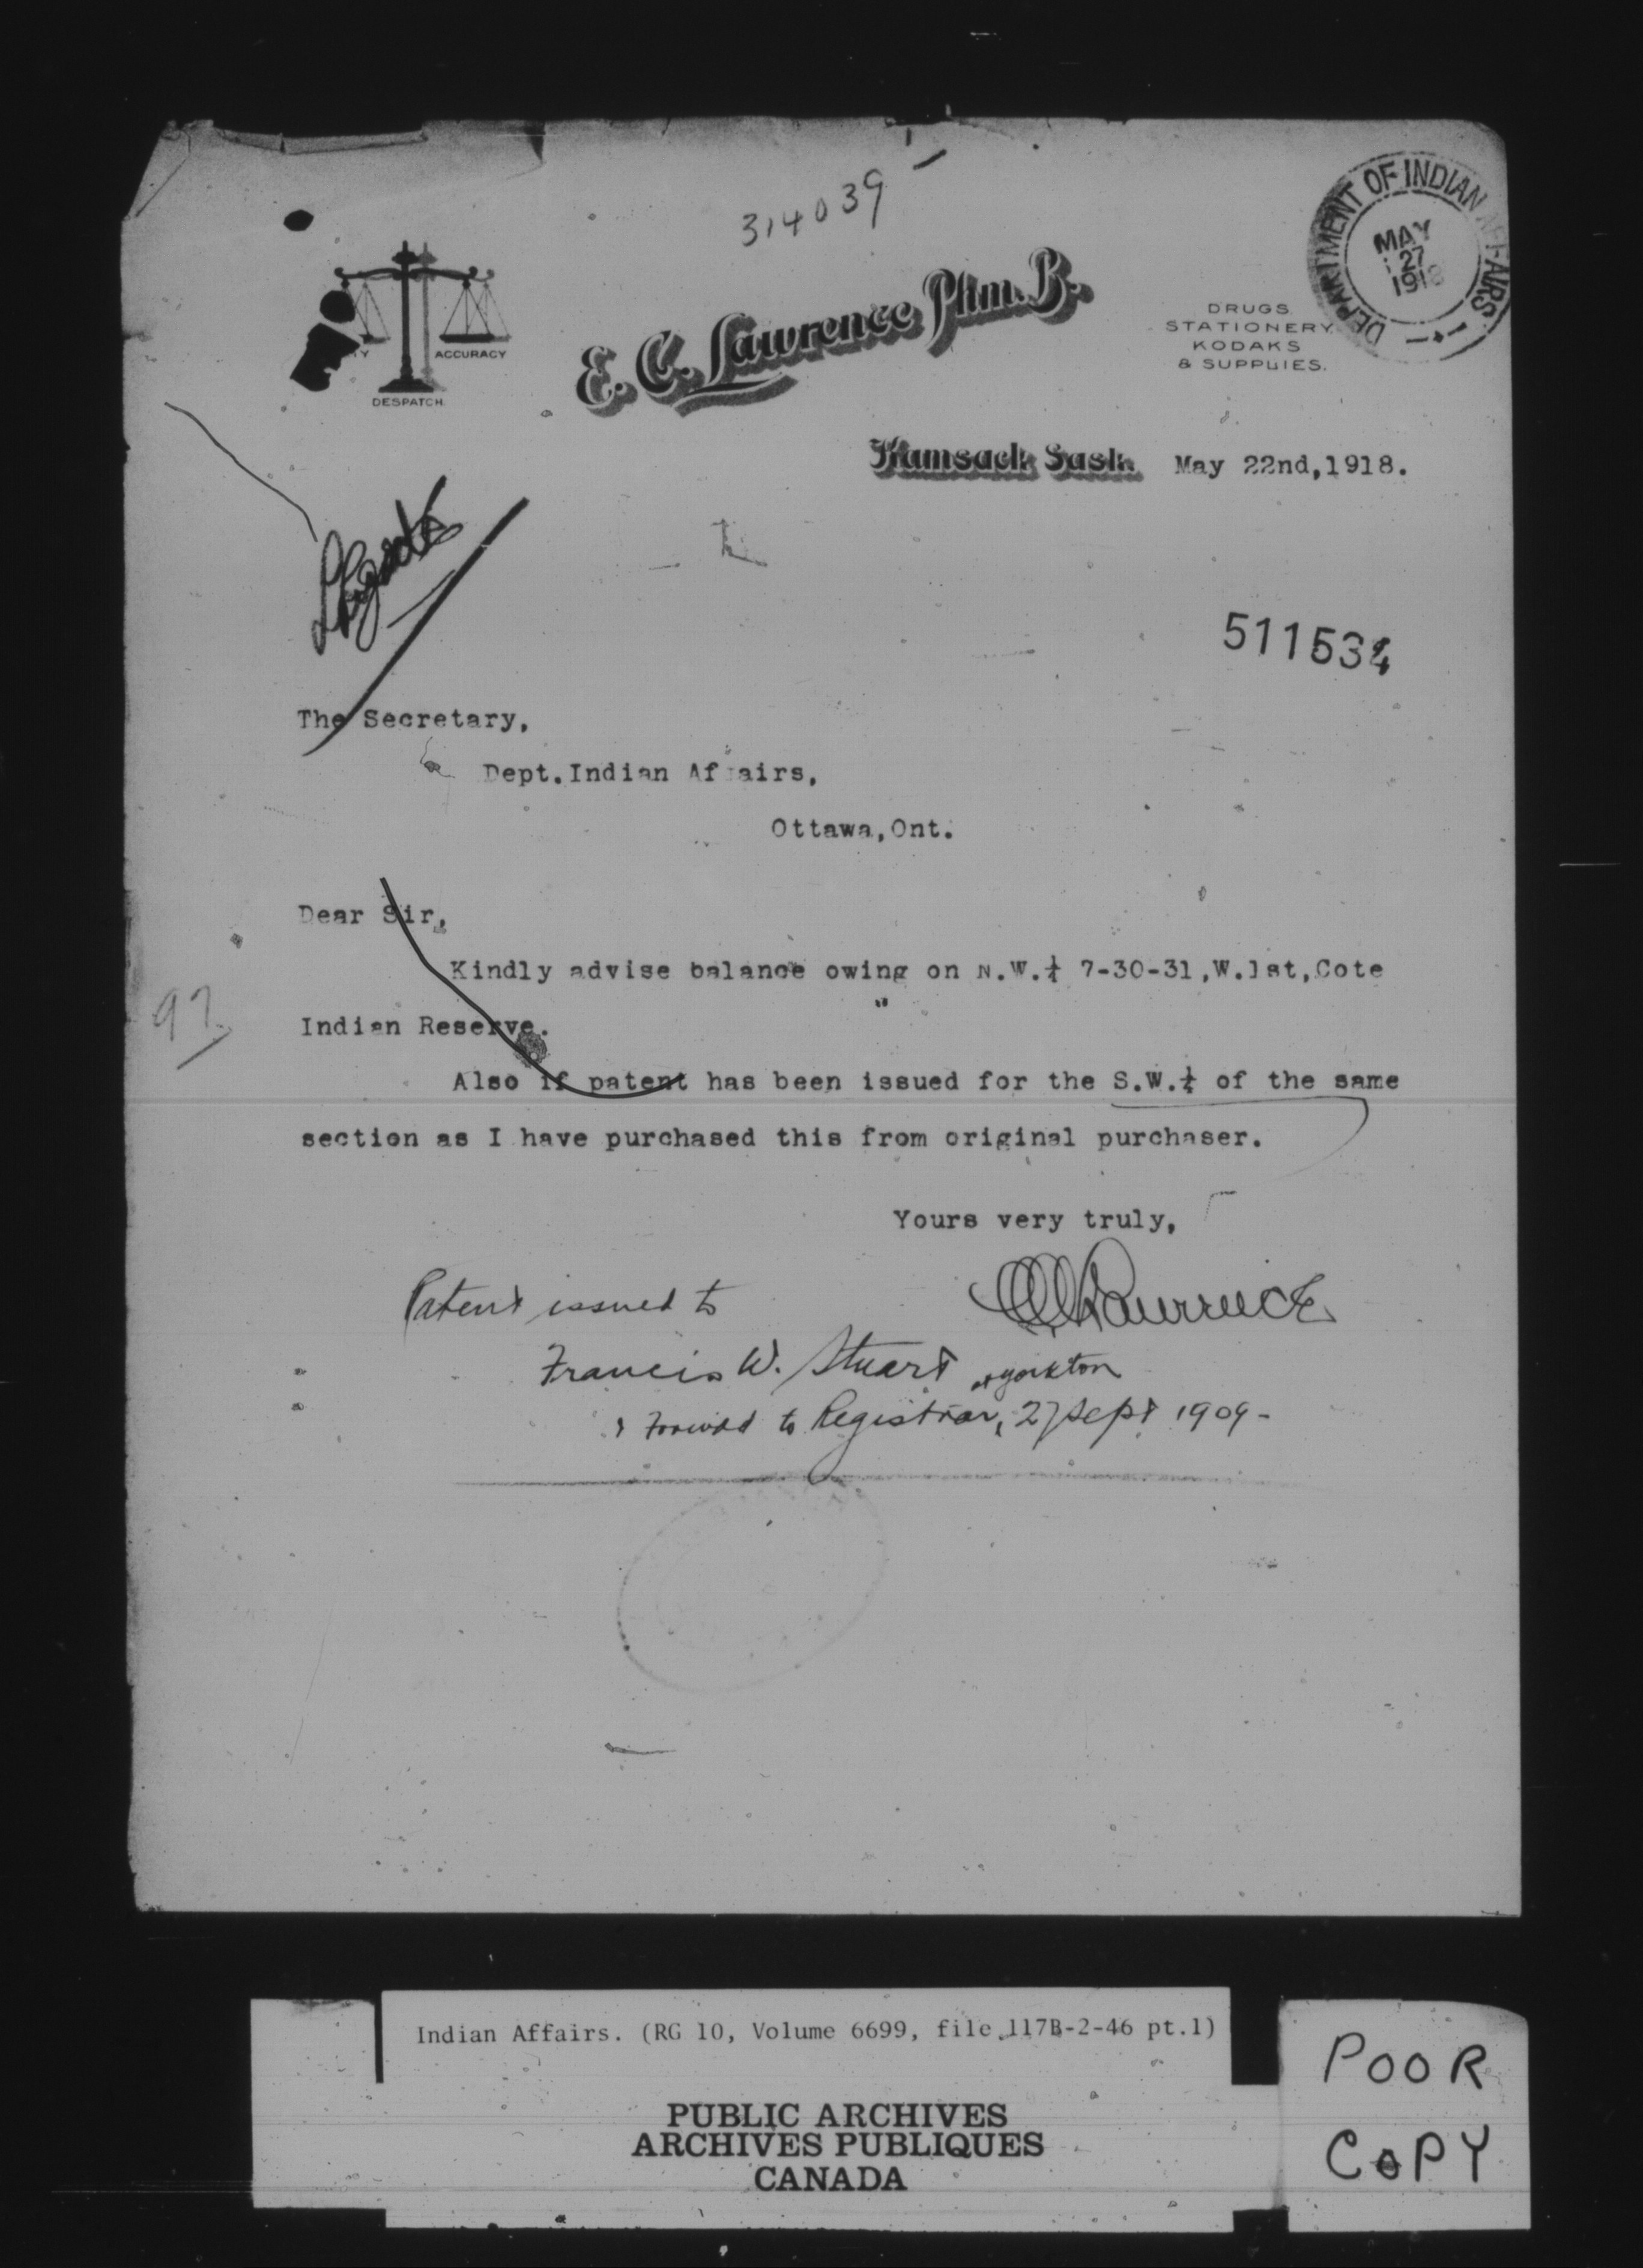 314039
DEPARTMENT OF INDIAN AFFAIRS
MAY
27
1918
ACCURACY
DESPATCH.
E. C. Lawrence Phm. B.
DRUGS
STATIONERY
KODAKS
& SUPPLIES.
Kamsack Sask. May 22nd,1918.
511534
The Secretary,
Dept.Indian Affairs,
Ottawa,Ont.
Dear Sir,
Kindly advise balance owing on N.W.¼ 7-30-31,W.1st,Cote
Indian Reserve.
Also if patent has been issued for the S.W.¼ of the same
section as I have purchased this from original purchaser.
Yours very truly,
Patent issued to
Francis W. Stuart of Yorkton
Forwd to Registrar, 27 Sept 1909-
Indian Affairs. (RG 10, Volume 6699, file 117B-2-46 pt.1)
PUBLIC ARCHIVES
ARCHIVES PUBLIQUES
CANADA
POOR
COPY